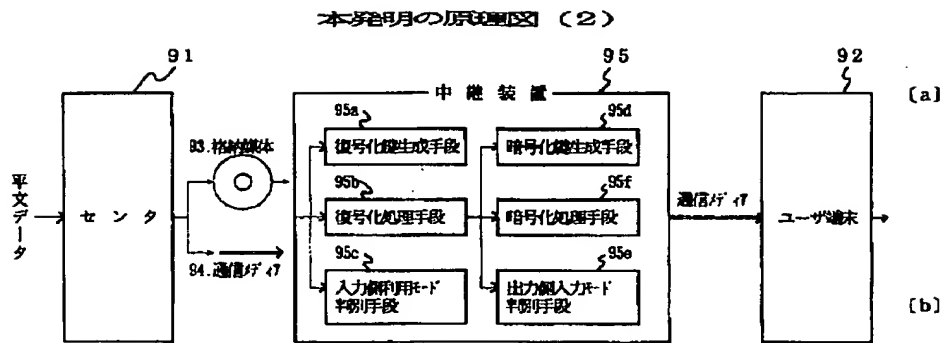 本発明の原理図（2）
91
95
92
中継装置
[a]
95a
復号化鍵生成手段
95d
暗号化鍵生成手段
93.格納媒体
平文データ
センタ
95b
復号化処理手段
95f
暗号化処理手段
通信メディア
ユーザ端末
94.通信メディア
95c
入力側利用モード
判別手段
95e
出力側入力モード
判別手段
[b]